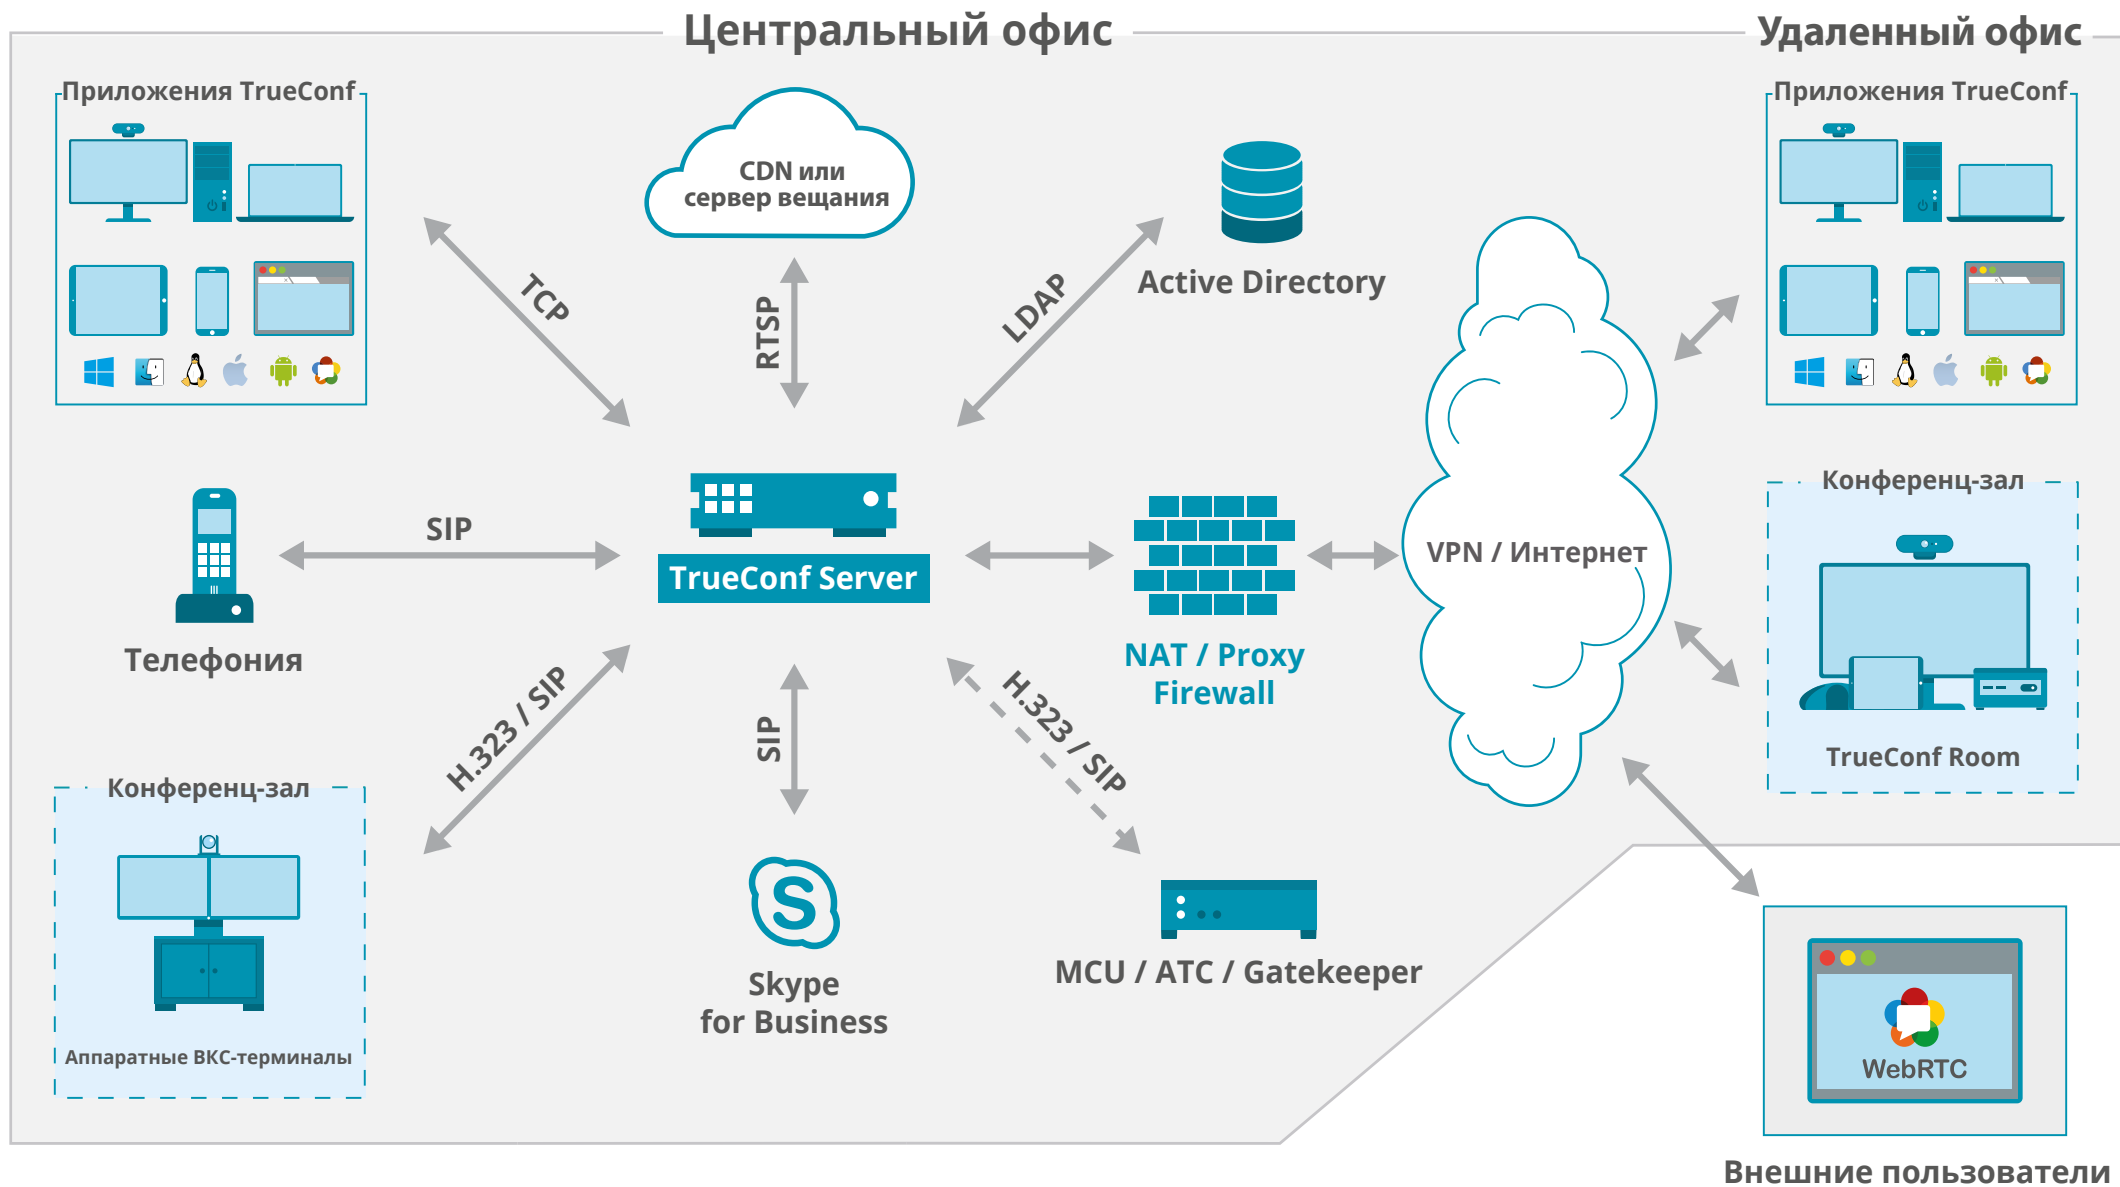 Центральный офис
Удаленный офис
Приложения TrueConf
CDN или
сервер вещания
Приложения TrueConf
Active Directory
TCP
RTSP
LDAP
Конференц-зал
SIP
TrueConf Server
VPN / Интернет
Телефония
NAT / Proxy
Firewall
H.323 / SIP
SIP
H.323 / SIP
TrueConf Room
Конференц-зал
S
Skype
for Business
MCU / ATC / Gatekeeper
Аппаратные ВКС-терминалы
WebRTC
Внешние пользователи